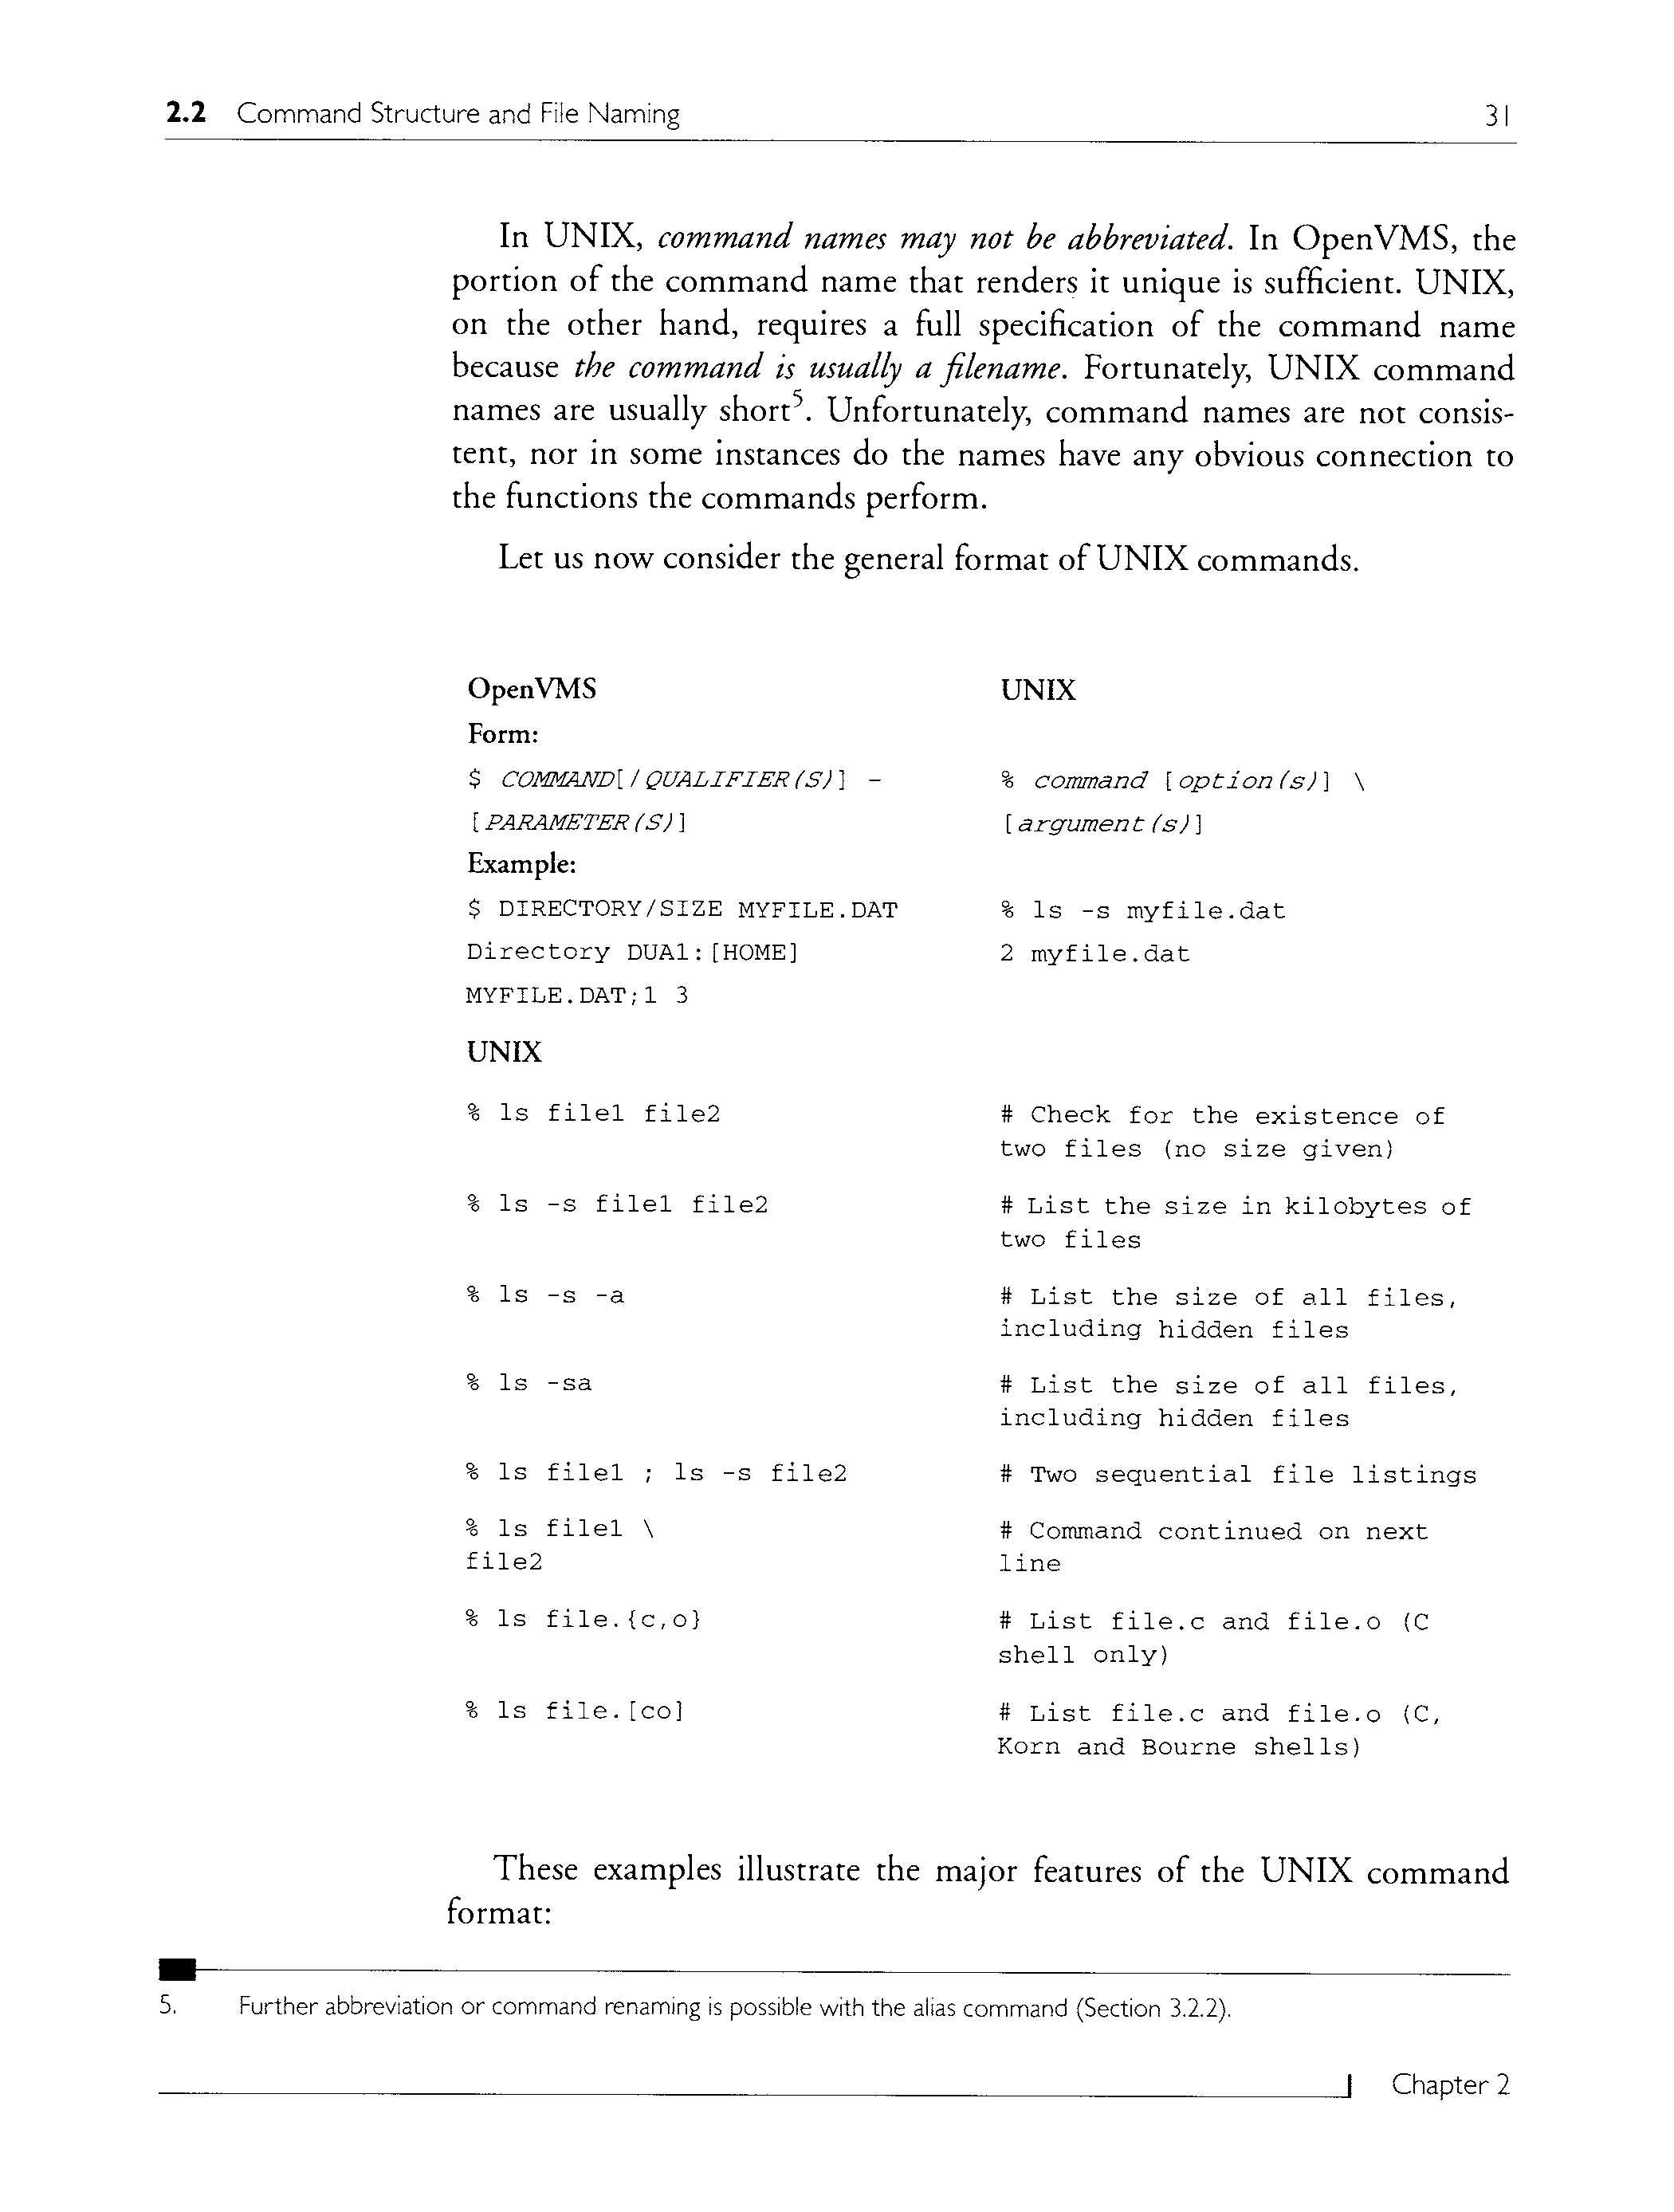 2.2 Command Structure and File Naming 31
In UNIX, command names may not be abbreviated. In OpenVMS, the
portion of the command name that renders it unique is sufficient. UNIX,
on the other hand, requires a full specification of the command name
because the command is usually a filename. Fortunately, UNIX command
names are usually short5. Unfortunately, command names are not consis-
tent, nor in some instances do the names have any obvious connection to
the functions the commands perform.
Let us now consider the general format of UNIX commands.
OpenVMS UNIX
Form:
$ COMMAND[/QUALIFIER(S)] - % command [option(s)] \
[PARAMETER(S)] [argument(s)]
Example:
$ DIRECTORY/SIZE MYFILE.DAT % ls -s myfile.dat
Directory DUA1:[HOME] 2 myfile.dat
MYFILE.DAT;1 3
UNIX
% ls file1 file2 # Check for the existence of
two files (no size given)
% ls -s file1 file2 # List the size in kilobytes of
two files
% ls -s -a # List the size of all files,
including hidden files
% ls -sa # List the size of all files,
including hidden files
% ls file1 ; ls -s file2 # Two sequential file listings
% ls file1 \ # Command continued on next
file2 line
% ls file.{c,o} # List file.c and file.o (C
shell only)
% ls file.[co] # List file.c and file.o (C,
Korn and Bourne shells)
These examples illustrate the major features of the UNIX command
format:
5. Further abbreviation or command renaming is possible with the alias command (Section 3.2.2).
Chapter 2